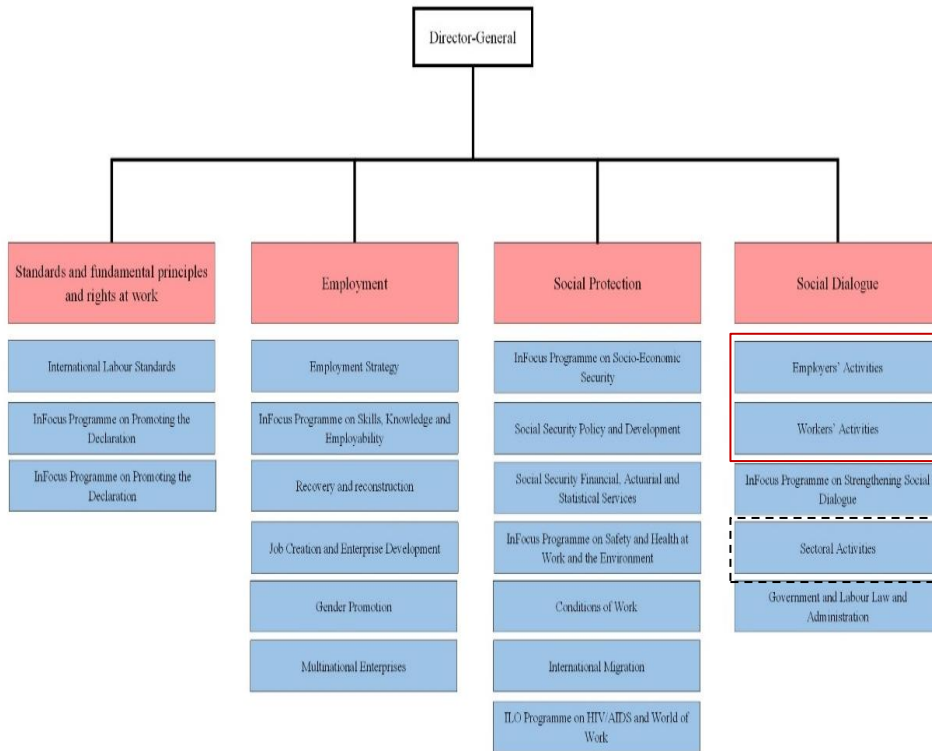 Director-General
Standards and fundamental principles
and rights at work
Employment
Social Protection
Social Dialogue
International Labour Standards
InFocus Programme on Promoting the
Declaration
InFocus Programme on Promoting the
Declaration
Employment Strategy
InFocus Programme on Skills, Knowledge and
Employability
Recovery and reconstruction
Job Creation and Enterprise Development
Gender Promotion
Multinational Enterprises
InFocus Programme on Socio-Economic
Security
Social Security Policy and Development
Social Security Financial, Actuarial and
Statistical Services
InFocus Programme on Safety and Health at
Work and the Environment
Conditions of Work
International Migration
ILO Programme on HIV/AIDS and World of
Work
Employers' Activities
Workers' Activities
InFocus Programme on Strengthening Social
Dialogue
Sectoral Activities
Government and Labour Law and
Administration